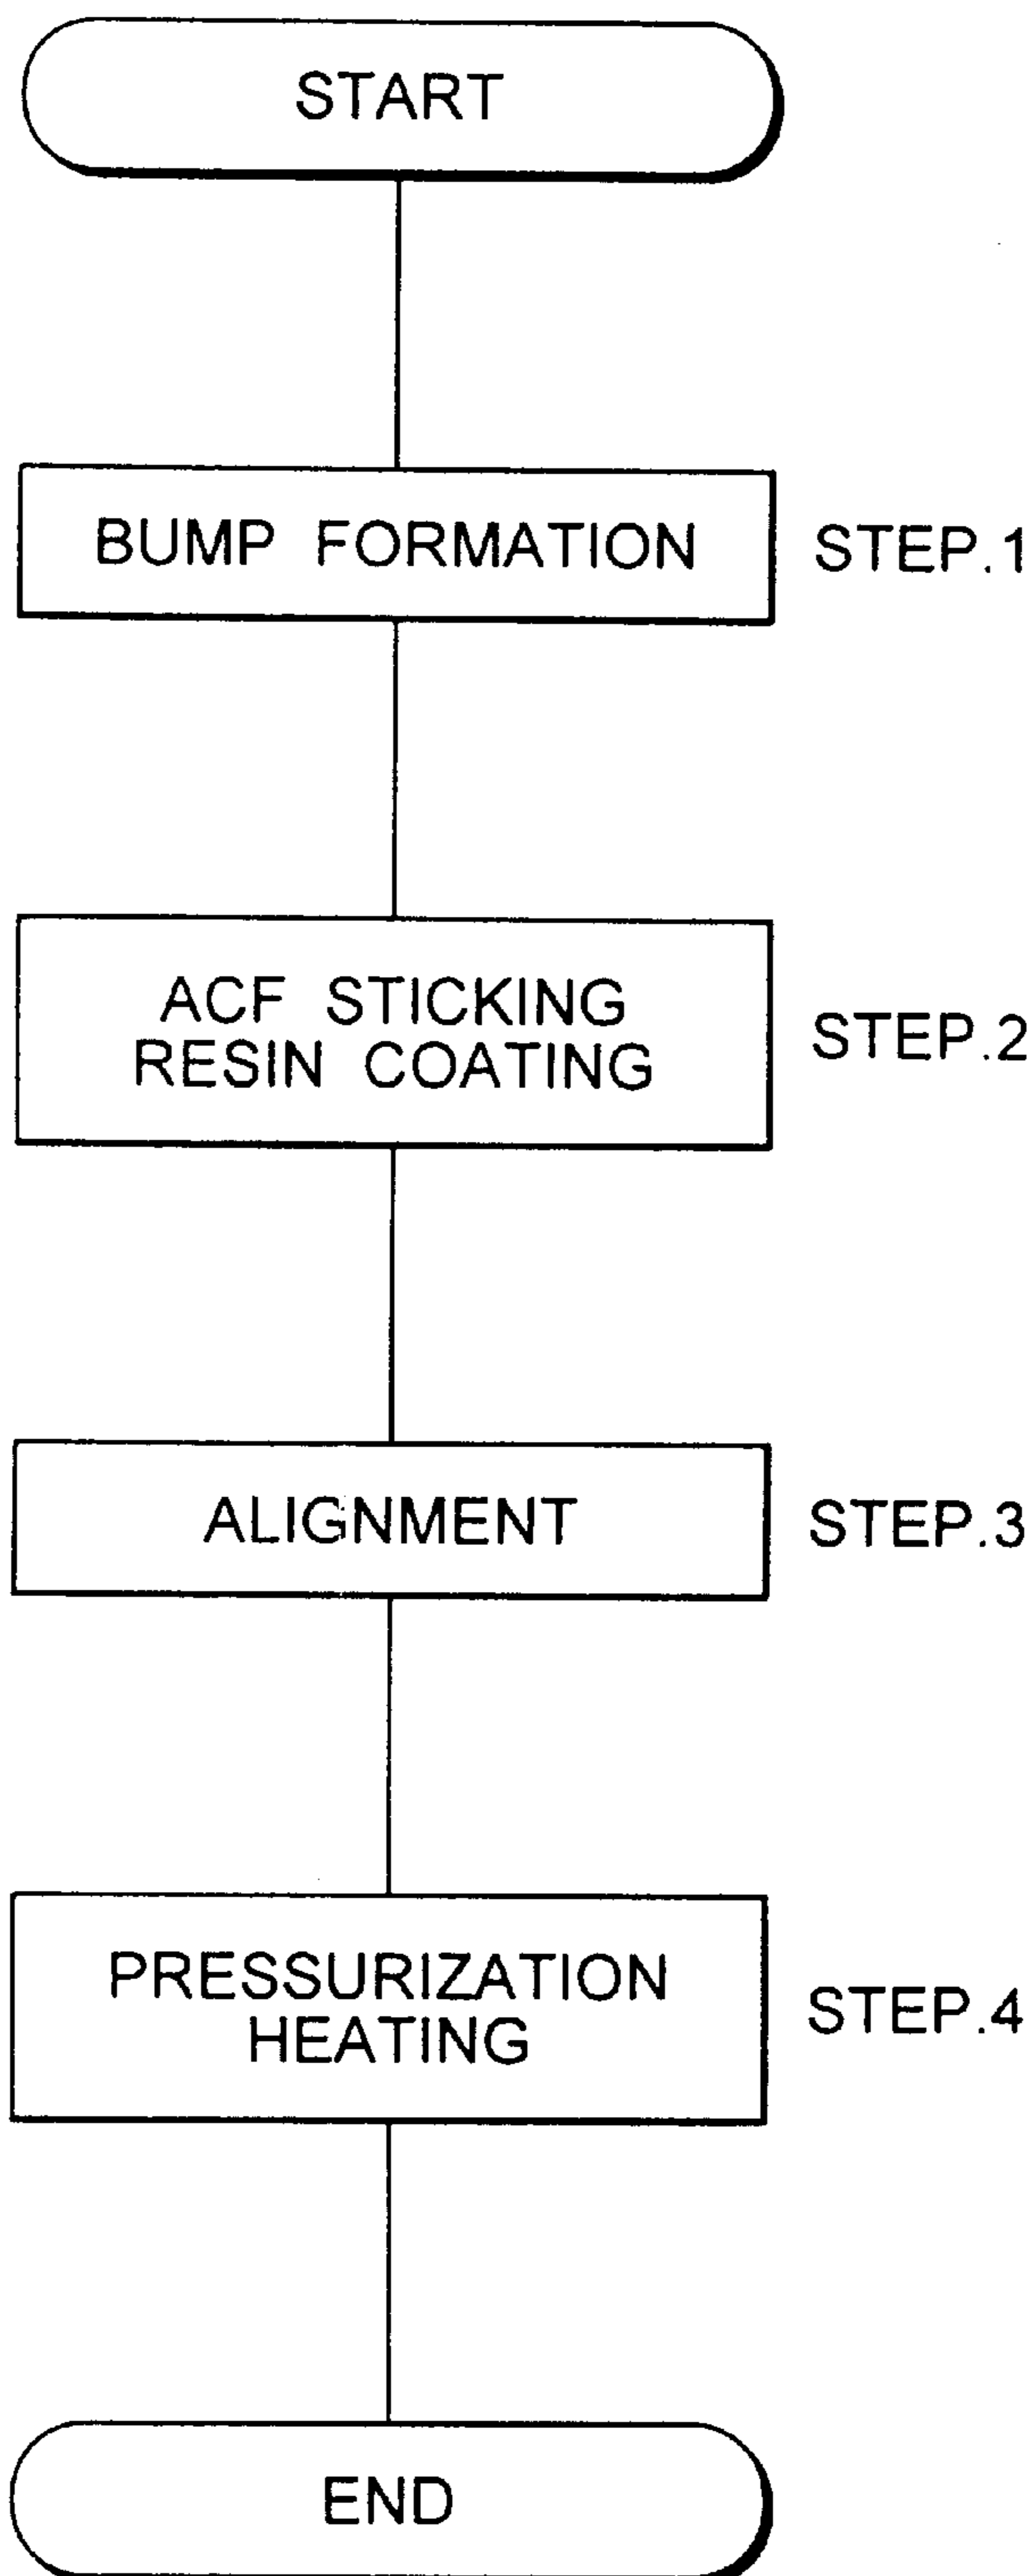 START
BUMP FORMATION
STEP.1
ACF STICKING
RESIN COATING
STEP.2
ALIGNMENT
STEP.3
PRESSURIZATION
HEATING
STEP.4
END